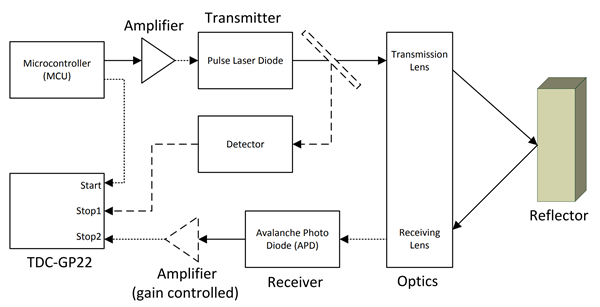 Amplifier
Transmitter
Microcontroller
(MCU)
Pulse Laser Diode
Transmission
Lens
Detector
Start
Stop1
Stop2
TDC-GP22
Amplifier
(gain controlled)
Avalanche Photo
Diode (APD)
Receiver
Receiving
Lens
Optics
Reflector